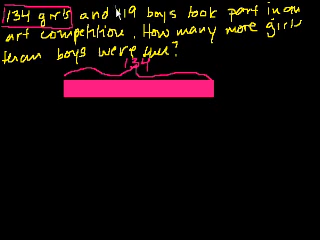 134 girls and 119 boys took part in an
art competition. How many more girls
than boys were there?
134